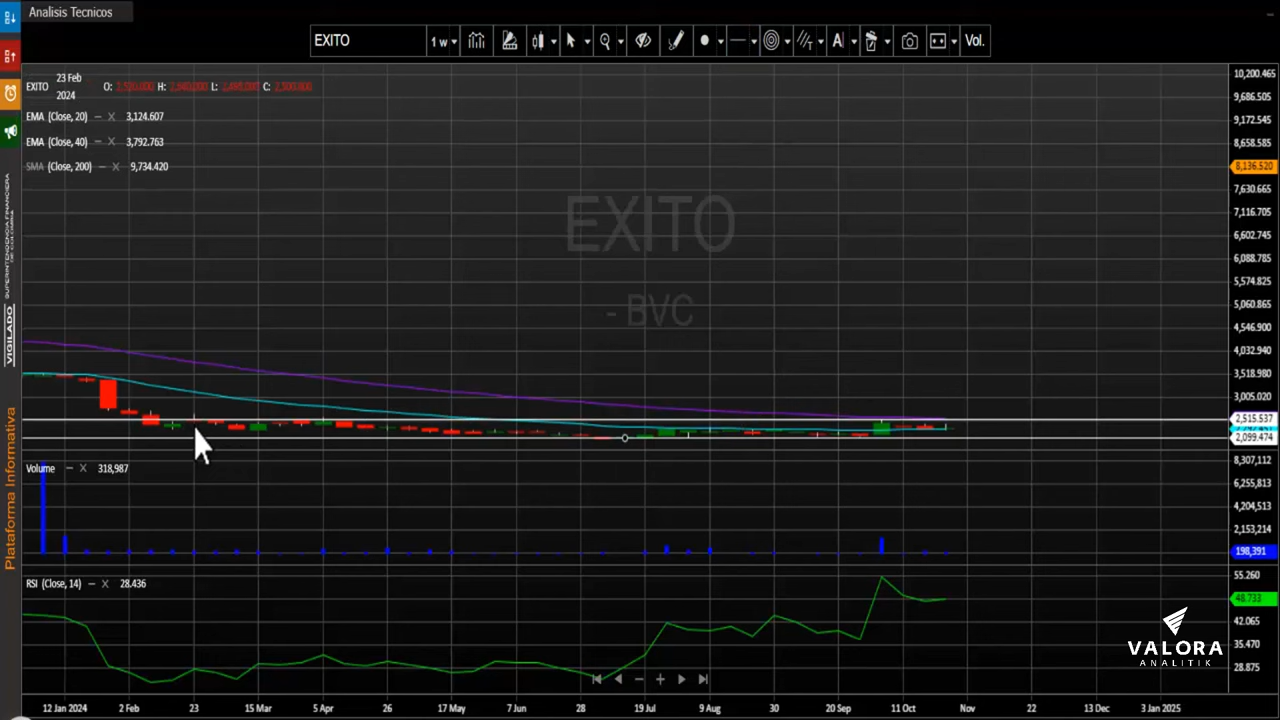 Analisis Tecnicos
EXITO
1 w
A
Vol.
EXITO
23 Feb
2024
O:
H:
L:
C:
EMA (Close, 20) – X 3,124.607
EMA (Close, 40) – X 3,792.763
SMA (Close, 200) – X 9,734.420
EXITO
- BVC
10,200.465
9,686.505
9,172.545
8,658.585
8,136.520
7,630.665
7,116.705
6,602.745
6,088.785
5,574.825
5,060.865
4,546.900
4,032.940
3,518.980
3,005.020
2,515.537
2,099.474
Volume – X 318,987
8,307,112
6,255,813
4,204,513
2,153,214
198,391
RSI (Close, 14) – X 28.436
55.260
48.733
42.065
35.470
28.875
12 Jan 2024
2 Feb
23
15 Mar
5 Apr
26
17 May
7 Jun
28
19 Jul
9 Aug
30
20 Sep
11 Oct
Nov
22
13 Dec
3 Jan 2025
VALORA
ANALITIK
VIGILADO
SUPERINTENDENCIA FINANCIERA
DE COLOMBIA
Plataforma Informativa